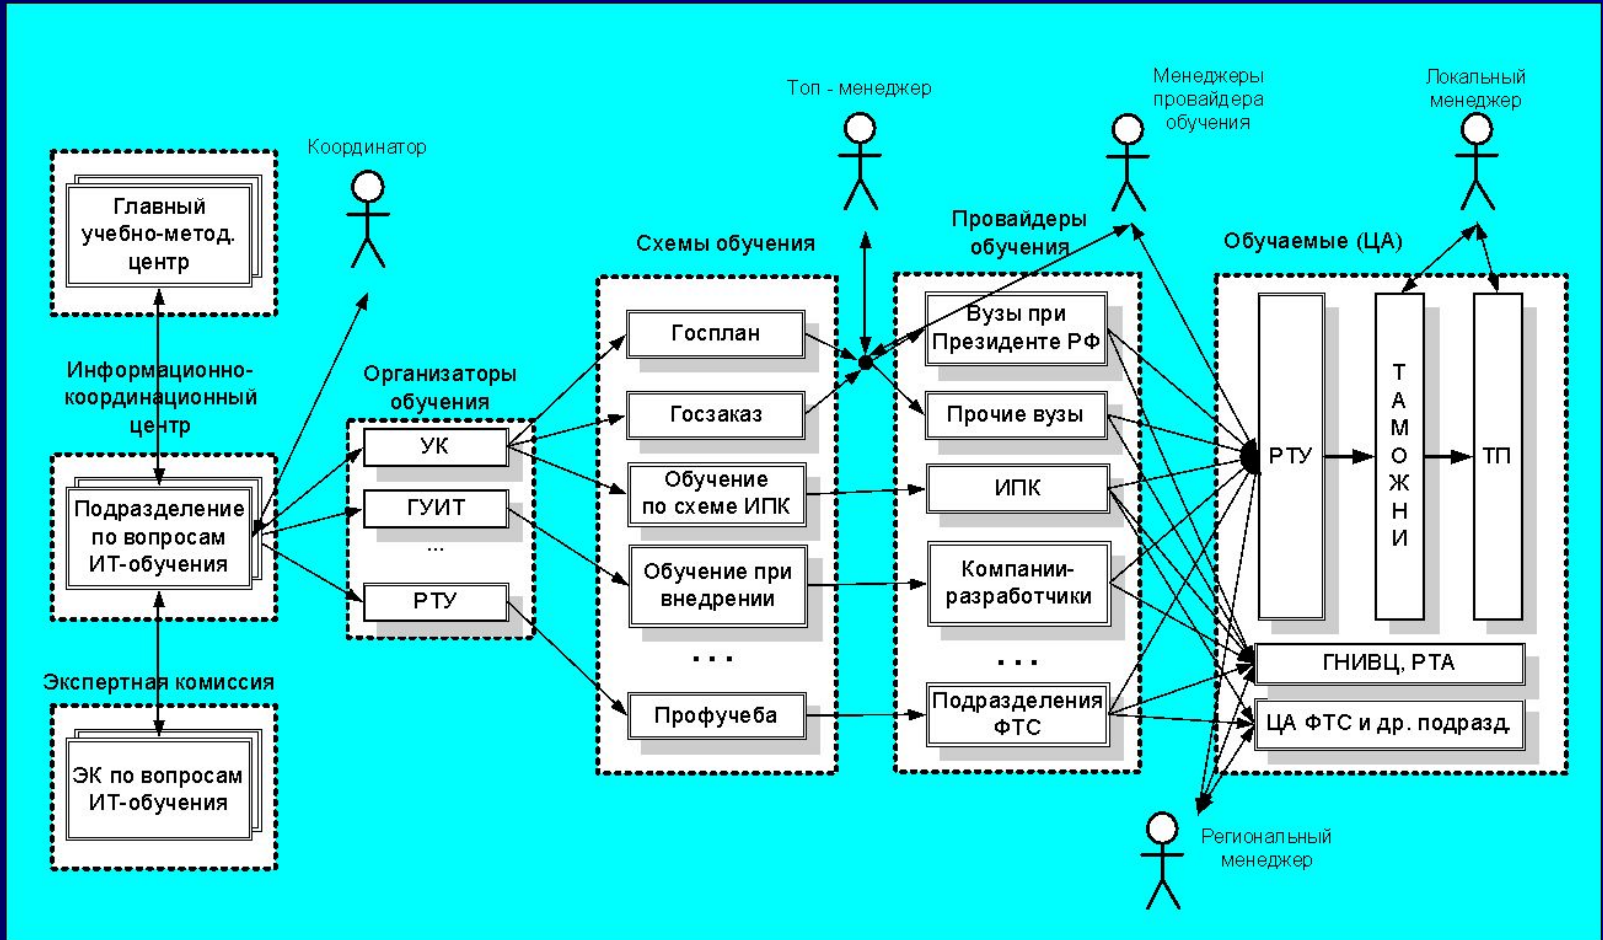 Топ - менеджер
Менеджеры
провайдера
обучения
Локальный
менеджер
Координатор
Главный
учебно-метод.
центр
Информационно-
координационный
центр
Подразделение
по вопросам
ИТ-обучения
Экспертная комиссия
ЭК по вопросам
ИТ-обучения
Организаторы
обучения
УК
ГУИТ
...
РТУ
Схемы обучения
Госплан
Госзаказ
Обучение
по схеме ИПК
Обучение при
внедрении
...
Профучеба
Провайдеры
обучения
Вузы при
Президенте РФ
Прочие вузы
ИПК
Компании-
разработчики
...
Подразделения
ФТС
Обучаемые (ЦА)
РТУ
ТАМОЖНИ
ТП
ГНИВЦ, РТА
ЦА ФТС и др. подразд.
Региональный
менеджер